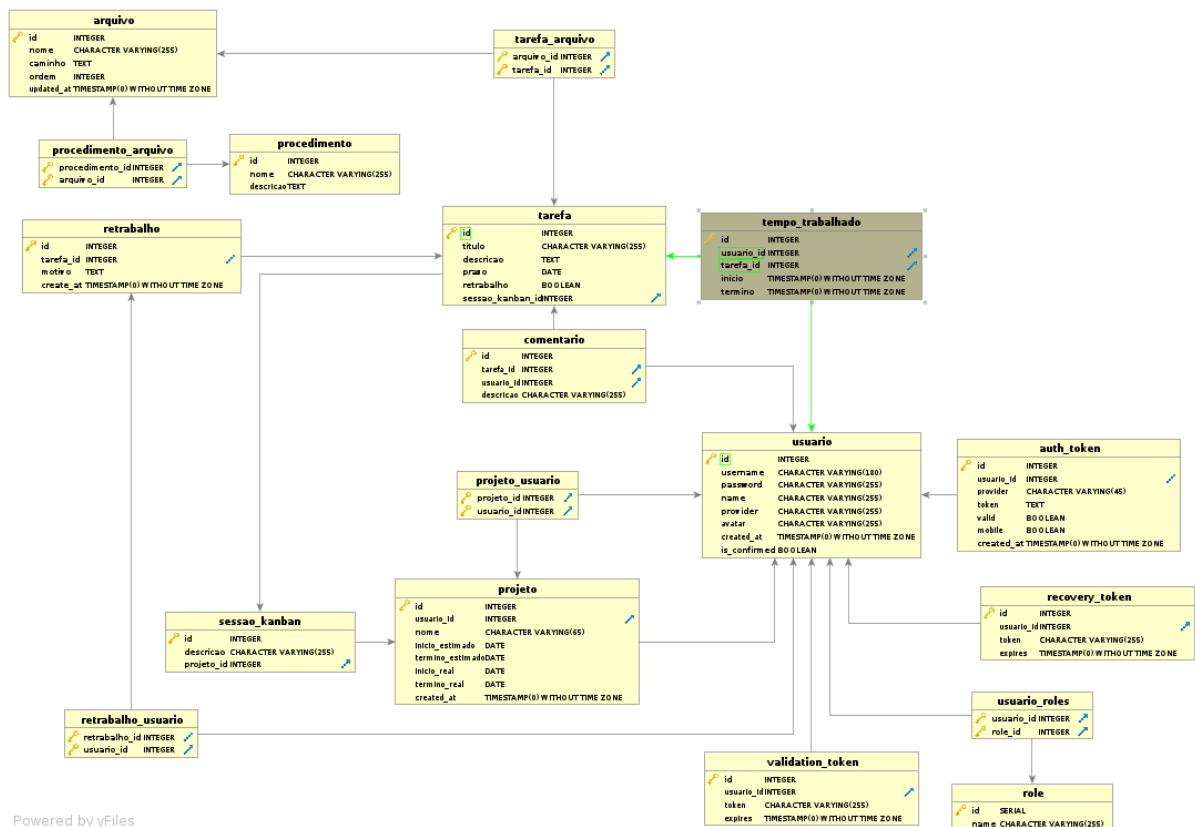 arquivo
id INTEGER
nome CHARACTER VARYING(255)
caminho TEXT
ordem INTEGER
updated_at TIMESTAMP(0) WITHOUT TIME ZONE
tarefa_arquivo
arquivo_id INTEGER
tarefa_id INTEGER
procedimento_arquivo
procedimento_id INTEGER
arquivo_id INTEGER
procedimento
id INTEGER
nome CHARACTER VARYING(255)
descricao TEXT
retrabalho
id INTEGER
tarefa_id INTEGER
motivo TEXT
create_at TIMESTAMP(0) WITHOUT TIME ZONE
tarefa
id INTEGER
titulo CHARACTER VARYING(255)
descricao TEXT
prazo DATE
retrabalho BOOLEAN
sessao_kanban_id INTEGER
tempo_trabalhado
id INTEGER
usuario_id INTEGER
tarefa_id INTEGER
inicio TIMESTAMP(0) WITHOUT TIME ZONE
termino TIMESTAMP(0) WITHOUT TIME ZONE
comentario
id INTEGER
tarefa_id INTEGER
usuario_id INTEGER
descricao CHARACTER VARYING(255)
usuario
id INTEGER
username CHARACTER VARYING(180)
password CHARACTER VARYING(255)
name CHARACTER VARYING(255)
provider CHARACTER VARYING(255)
avatar CHARACTER VARYING(255)
created_at TIMESTAMP(0) WITHOUT TIME ZONE
is_confirmed BOOLEAN
auth_token
id INTEGER
usuario_id INTEGER
provider CHARACTER VARYING(45)
token TEXT
valid BOOLEAN
mobile BOOLEAN
created_at TIMESTAMP(0) WITHOUT TIME ZONE
projeto_usuario
projeto_id INTEGER
usuario_id INTEGER
projeto
id INTEGER
usuario_id INTEGER
nome CHARACTER VARYING(65)
inicio_estimado DATE
termino_estimado DATE
inicio_real DATE
termino_real DATE
created_at TIMESTAMP(0) WITHOUT TIME ZONE
sessao_kanban
id INTEGER
descricao CHARACTER VARYING(255)
projeto_id INTEGER
recovery_token
id INTEGER
usuario_id INTEGER
token CHARACTER VARYING(255)
expires TIMESTAMP(0) WITHOUT TIME ZONE
usuario_roles
usuario_id INTEGER
role_id INTEGER
retrabalho_usuario
retrabalho_id INTEGER
usuario_id INTEGER
validation_token
id INTEGER
usuario_id INTEGER
token CHARACTER VARYING(255)
expires TIMESTAMP(0) WITHOUT TIME ZONE
role
id SERIAL
name CHARACTER VARYING(255)
Powered by yFiles